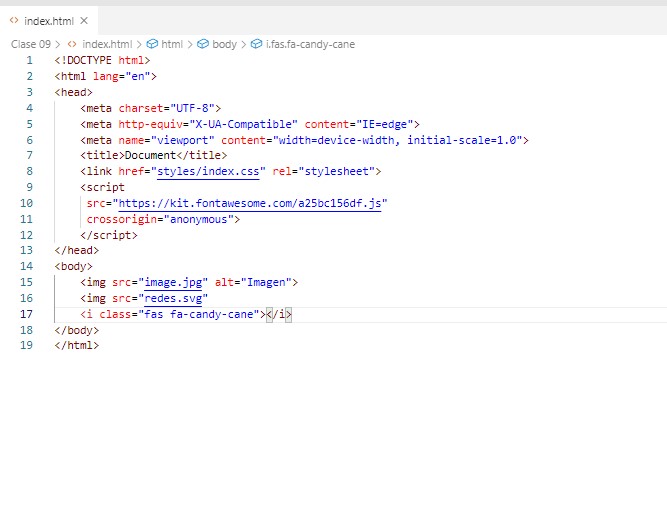 index.html
Clase 09 > index.html > html > body > i.fas.fa-candy-cane
1 <!DOCTYPE html>
2 <html lang="en">
3 <head>
4 <meta charset="UTF-8">
5 <meta http-equiv="X-UA-Compatible" content="IE=edge">
6 <meta name="viewport" content="width=device-width, initial-scale=1.0">
7 <title>Document</title>
8 <link href="styles/index.css" rel="stylesheet">
9 <script
10 src="https://kit.fontawesome.com/a25bc156df.js"
11 crossorigin="anonymous">
12 </script>
13 </head>
14 <body>
15 <img src="image.jpg" alt="Imagen">
16 <img src="redes.svg"
17 <i class="fas fa-candy-cane"></i>
18 </body>
19 </html>